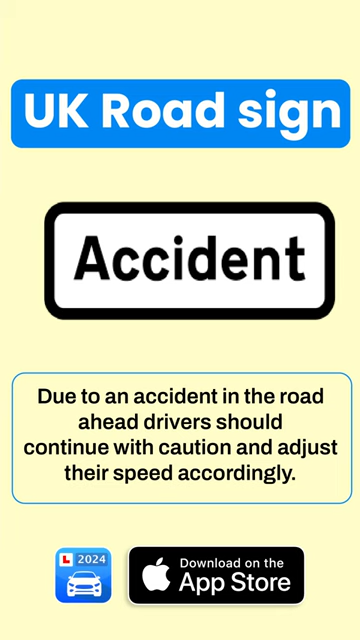 UK Road sign
Accident
Due to an accident in the road
ahead drivers should
continue with caution and adjust
their speed accordingly.
L 2024
Download on the
App Store